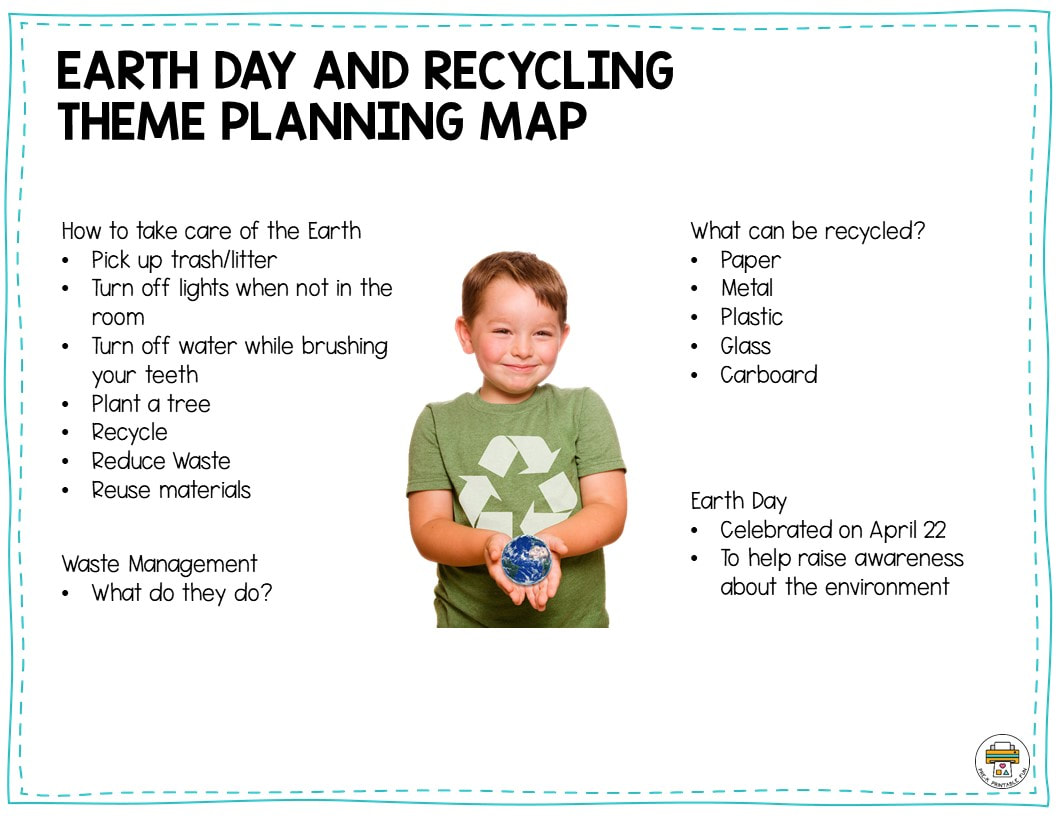 EARTH DAY AND RECYCLING
THEME PLANNING MAP
How to take care of the Earth
• Pick up trash/litter
• Turn off lights when not in the
room
• Turn off water while brushing
your teeth
• Plant a tree
• Recycle
• Reduce Waste
• Reuse materials
Waste Management
• What do they do?
What can be recycled?
• Paper
• Metal
• Plastic
• Glass
• Carboard
Earth Day
• Celebrated on April 22
• To help raise awareness
about the environment
PRE-K PRINTABLE FUN